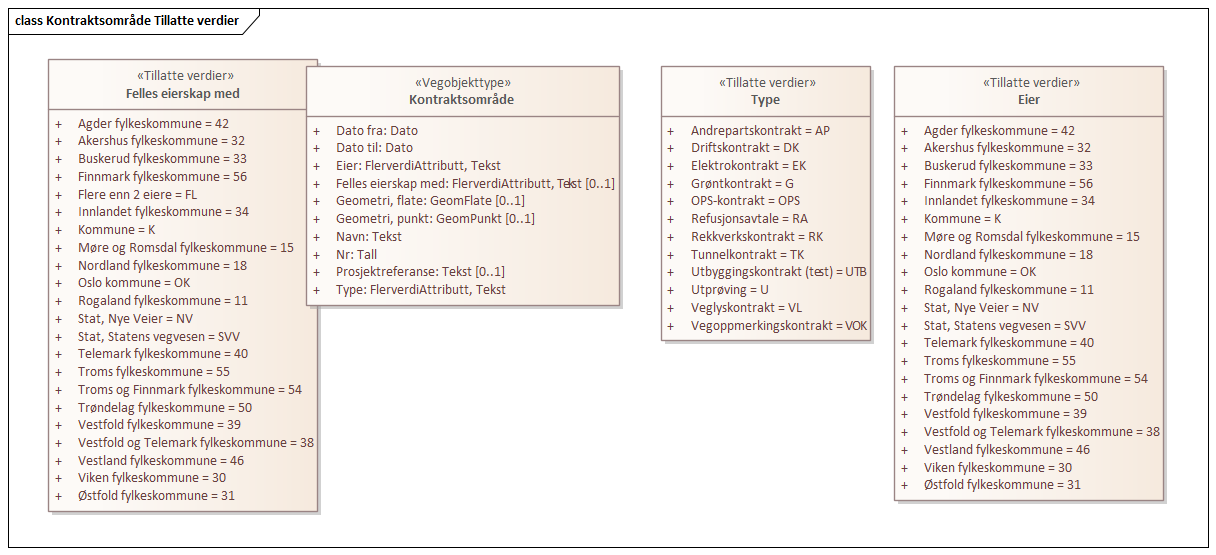 class Kontraktsområde Tillatte verdier
«Tillatte verdier»
Felles eierskap med
+ Agder fylkeskommune = 42
+ Akershus fylkeskommune = 32
+ Buskerud fylkeskommune = 33
+ Finnmark fylkeskommune = 56
+ Flere enn 2 eiere = FL
+ Innlandet fylkeskommune = 34
+ Kommune = K
+ Møre og Romsdal fylkeskommune = 15
+ Nordland fylkeskommune = 18
+ Oslo kommune = OK
+ Rogaland fylkeskommune = 11
+ Stat, Nye Veier = NV
+ Stat, Statens vegvesen = SVV
+ Telemark fylkeskommune = 40
+ Troms fylkeskommune = 55
+ Troms og Finnmark fylkeskommune = 54
+ Trøndelag fylkeskommune = 50
+ Vestfold fylkeskommune = 39
+ Vestfold og Telemark fylkeskommune = 38
+ Vestland fylkeskommune = 46
+ Viken fylkeskommune = 30
+ Østfold fylkeskommune = 31
«Vegobjekttype»
Kontraktsområde
+ Dato fra: Dato
+ Dato til: Dato
+ Eier: FlerverdiAttributt, Tekst
+ Felles eierskap med: FlerverdiAttributt, Tekst [0..1]
+ Geometri, flate: GeomFlate [0..1]
+ Geometri, punkt: GeomPunkt [0..1]
+ Navn: Tekst
+ Nr: Tall
+ Prosjektreferanse: Tekst [0..1]
+ Type: FlerverdiAttributt, Tekst
«Tillatte verdier»
Type
+ Andrepartskontrakt = AP
+ Driftskontrakt = DK
+ Elektrokontrakt = EK
+ Grøntkontrakt = G
+ OPS-kontrakt = OPS
+ Refusjonsavtale = RA
+ Rekkverkskontrakt = RK
+ Tunnelkontrakt = TK
+ Utbyggingskontrakt (test) = UTB
+ Utprøving = U
+ Veglyskontrakt = VL
+ Vegoppmerkingskontrakt = VOK
«Tillatte verdier»
Eier
+ Agder fylkeskommune = 42
+ Akershus fylkeskommune = 32
+ Buskerud fylkeskommune = 33
+ Finnmark fylkeskommune = 56
+ Innlandet fylkeskommune = 34
+ Kommune = K
+ Møre og Romsdal fylkeskommune = 15
+ Nordland fylkeskommune = 18
+ Oslo kommune = OK
+ Rogaland fylkeskommune = 11
+ Stat, Nye Veier = NV
+ Stat, Statens vegvesen = SVV
+ Telemark fylkeskommune = 40
+ Troms fylkeskommune = 55
+ Troms og Finnmark fylkeskommune = 54
+ Trøndelag fylkeskommune = 50
+ Vestfold fylkeskommune = 39
+ Vestfold og Telemark fylkeskommune = 38
+ Vestland fylkeskommune = 46
+ Viken fylkeskommune = 30
+ Østfold fylkeskommune = 31